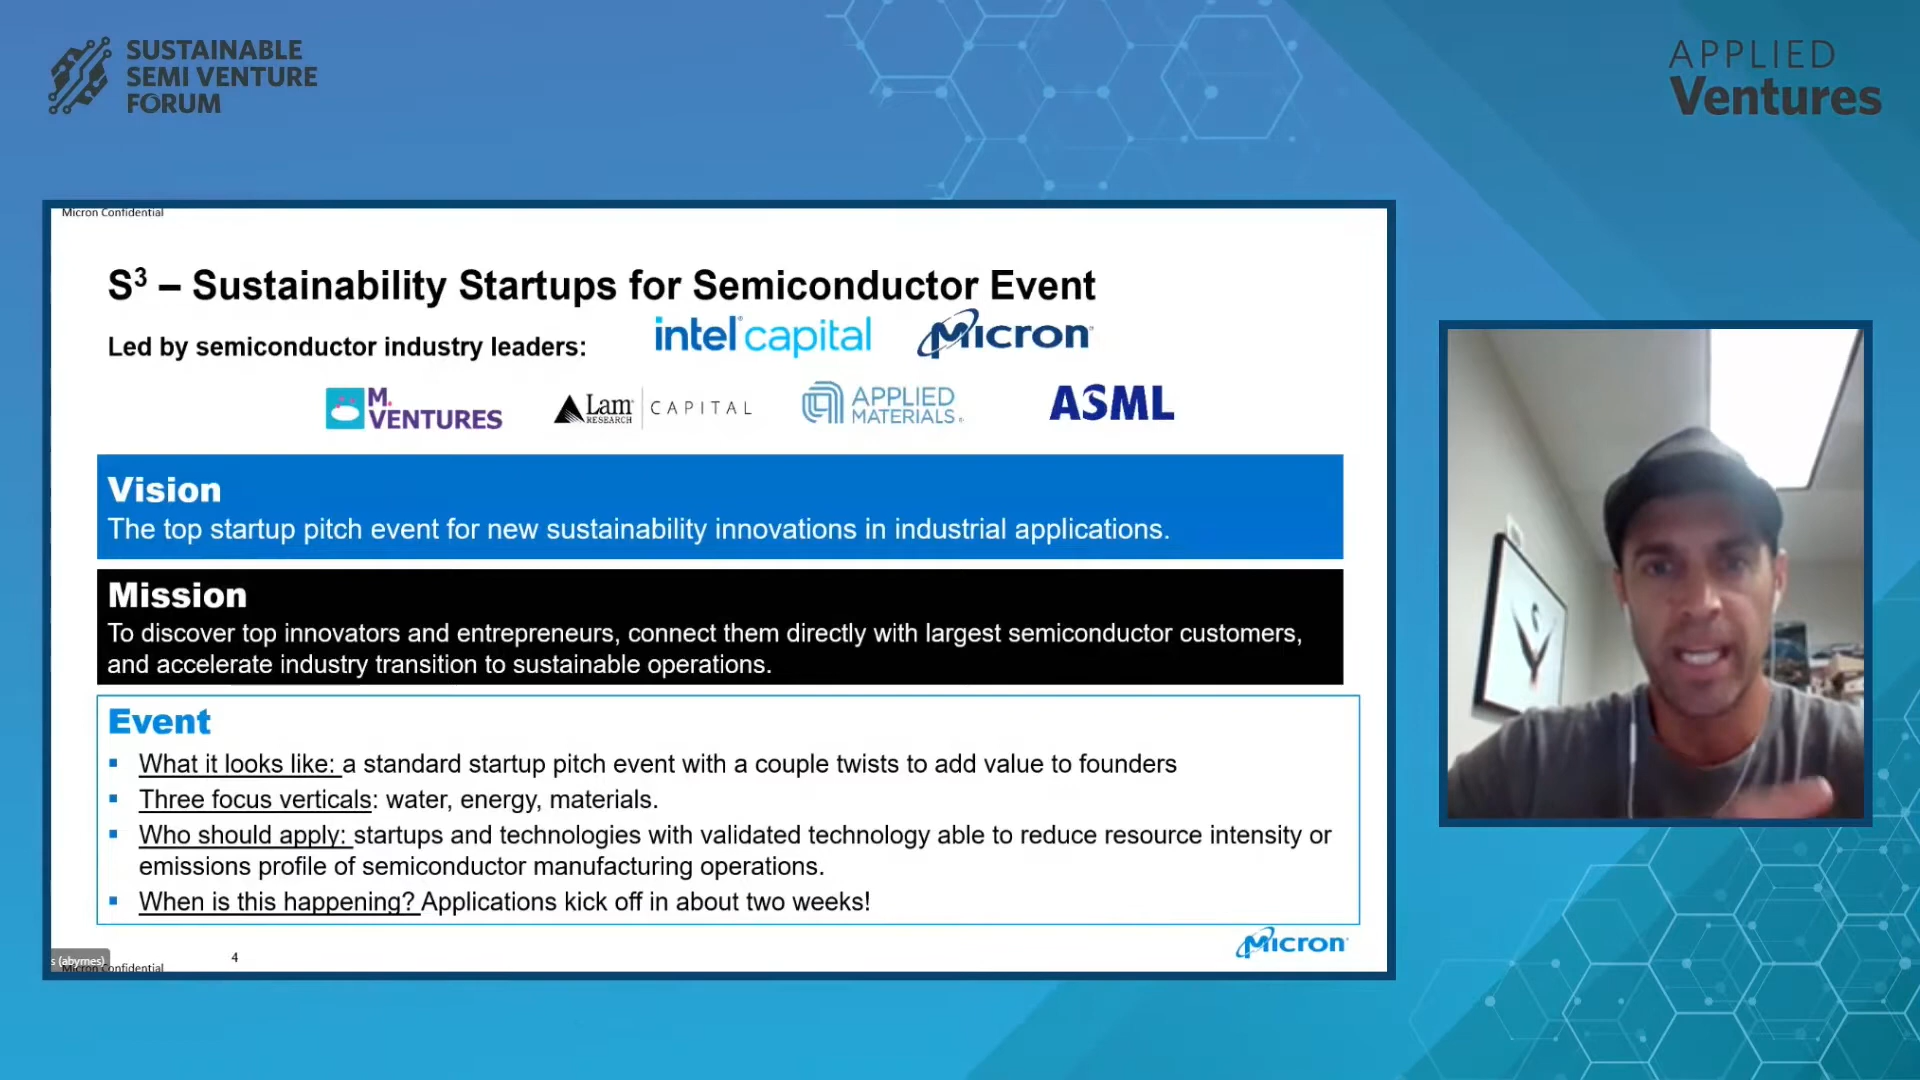 SUSTAINABLE
SEMI VENTURE
FORUM
APPLIED
Ventures
Micron Confidential
S³ – Sustainability Startups for Semiconductor Event
Led by semiconductor industry leaders:
intel capital
Micron
M.
VENTURES
Lam
RESEARCH
CAPITAL
APPLIED
MATERIALS
ASML
Vision
The top startup pitch event for new sustainability innovations in industrial applications.
Mission
To discover top innovators and entrepreneurs, connect them directly with largest semiconductor customers,
and accelerate industry transition to sustainable operations.
Event
▪ What it looks like: a standard startup pitch event with a couple twists to add value to founders
▪ Three focus verticals: water, energy, materials.
▪ Who should apply: startups and technologies with validated technology able to reduce resource intensity or
emissions profile of semiconductor manufacturing operations.
▪ When is this happening? Applications kick off in about two weeks!
Micron
s (abymes)
Micron Confidential
4